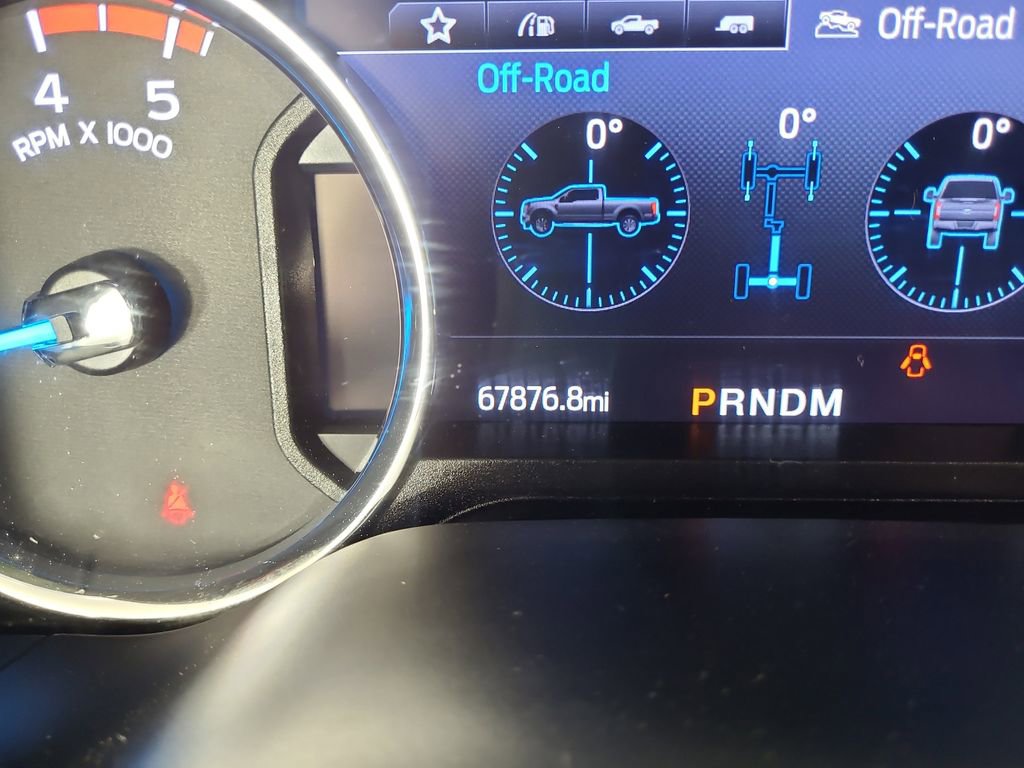 Off-Road
Off-Road
0°
0°
0°
4
5
RPM X 1000
67876.8mi
PRNDM